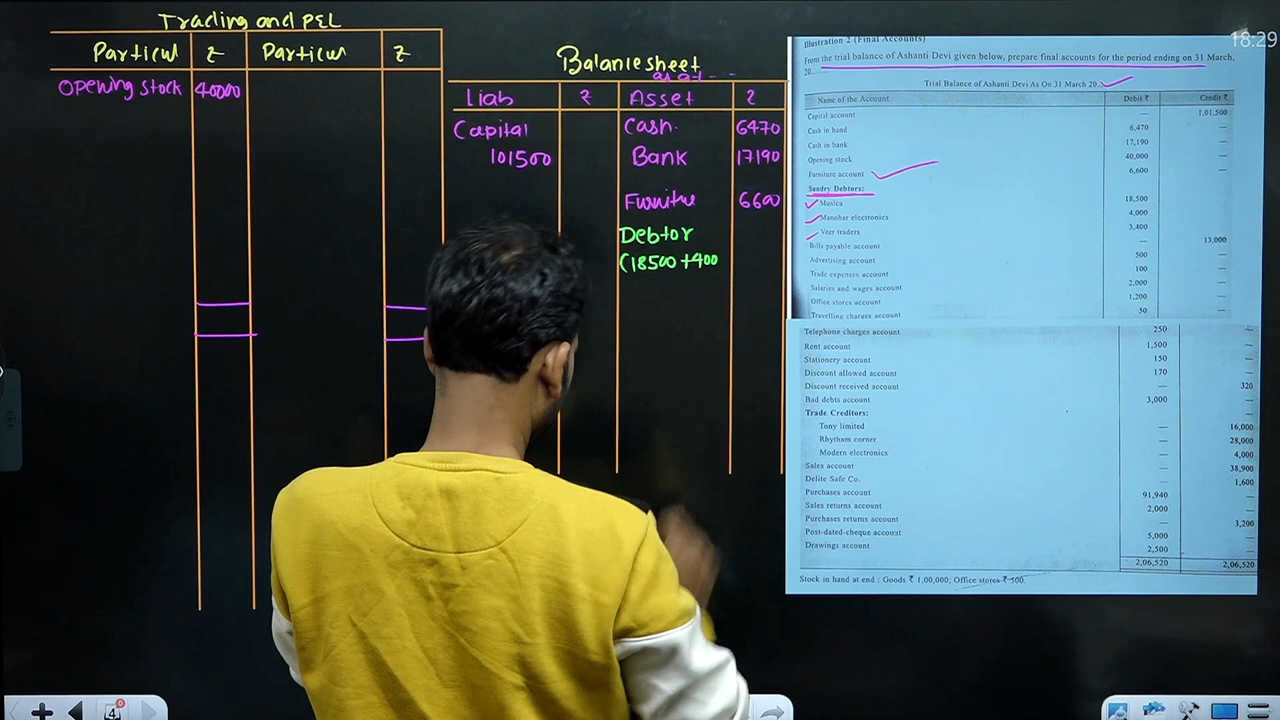 Trading and P&L
Particul ₹ Particur ₹
Opening stock 40000
Balance sheet
as at - - -
Liab ₹ Asset ₹
Capital Cash. 6470
101500 Bank 17190
Furnitue 6600
Debtor
(18500+400
18:29
Illustration 2 (Final Accounts)
From the trial balance of Ashanti Devi given below, prepare final accounts for the period ending on 31 March,
20.......
Trial Balance of Ashanti Devi As On 31 March 20..
Name of the Account Debit ₹ Credit ₹
Capital account — 1,01,500
Cash in hand 6,470 —
Cash in bank 17,190 —
Opening stock 40,000 —
Furniture account 6,600 —
Sundry Debtors:
Musica 18,500
Manohar electronics 4,000
Veer traders 3,400
Bills payable account — 13,000
Advertising account 500 —
Trade expenses account 100 —
Salaries and wages account 2,000 —
Office stores account 1,200 —
Travelling charges account 50 —
Telephone charges account 250 —
Rent account 1,500 —
Stationery account 150 —
Discount allowed account 170 —
Discount received account 320
Bad debts account 3,000 —
Trade Creditors:
Tony limited — 16,000
Rhytham corner — 28,000
Modern electronics — 4,000
Sales account — 38,900
Delite Safe Co. — 1,600
Purchases account 91,940 —
Sales returns account 2,000 —
Purchases returns account — 3,200
Post-dated-cheque account 5,000 —
Drawings account 2,500 —
2,06,520 2,06,520
Stock in hand at end : Goods ₹ 1,00,000; Office stores ₹ 500.
4
0